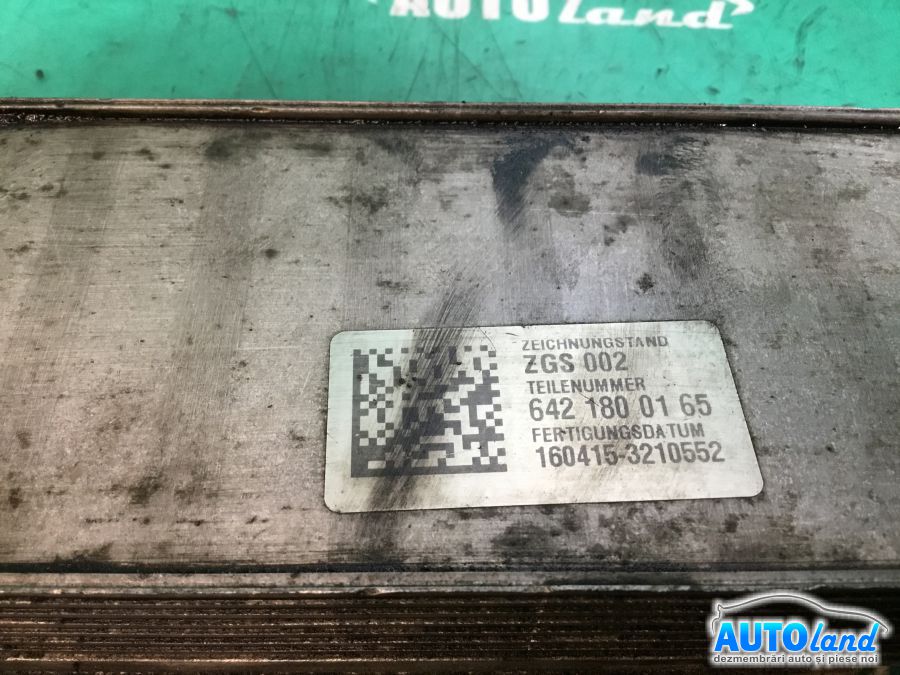 AUTOLand
ZEICHNUNGSTAND
ZGS 002
TEILENUMMER
642 180 01 65
FERTIGUNGSDATUM
160415-3210552
AUTOland
dezmembrări auto și piese noi